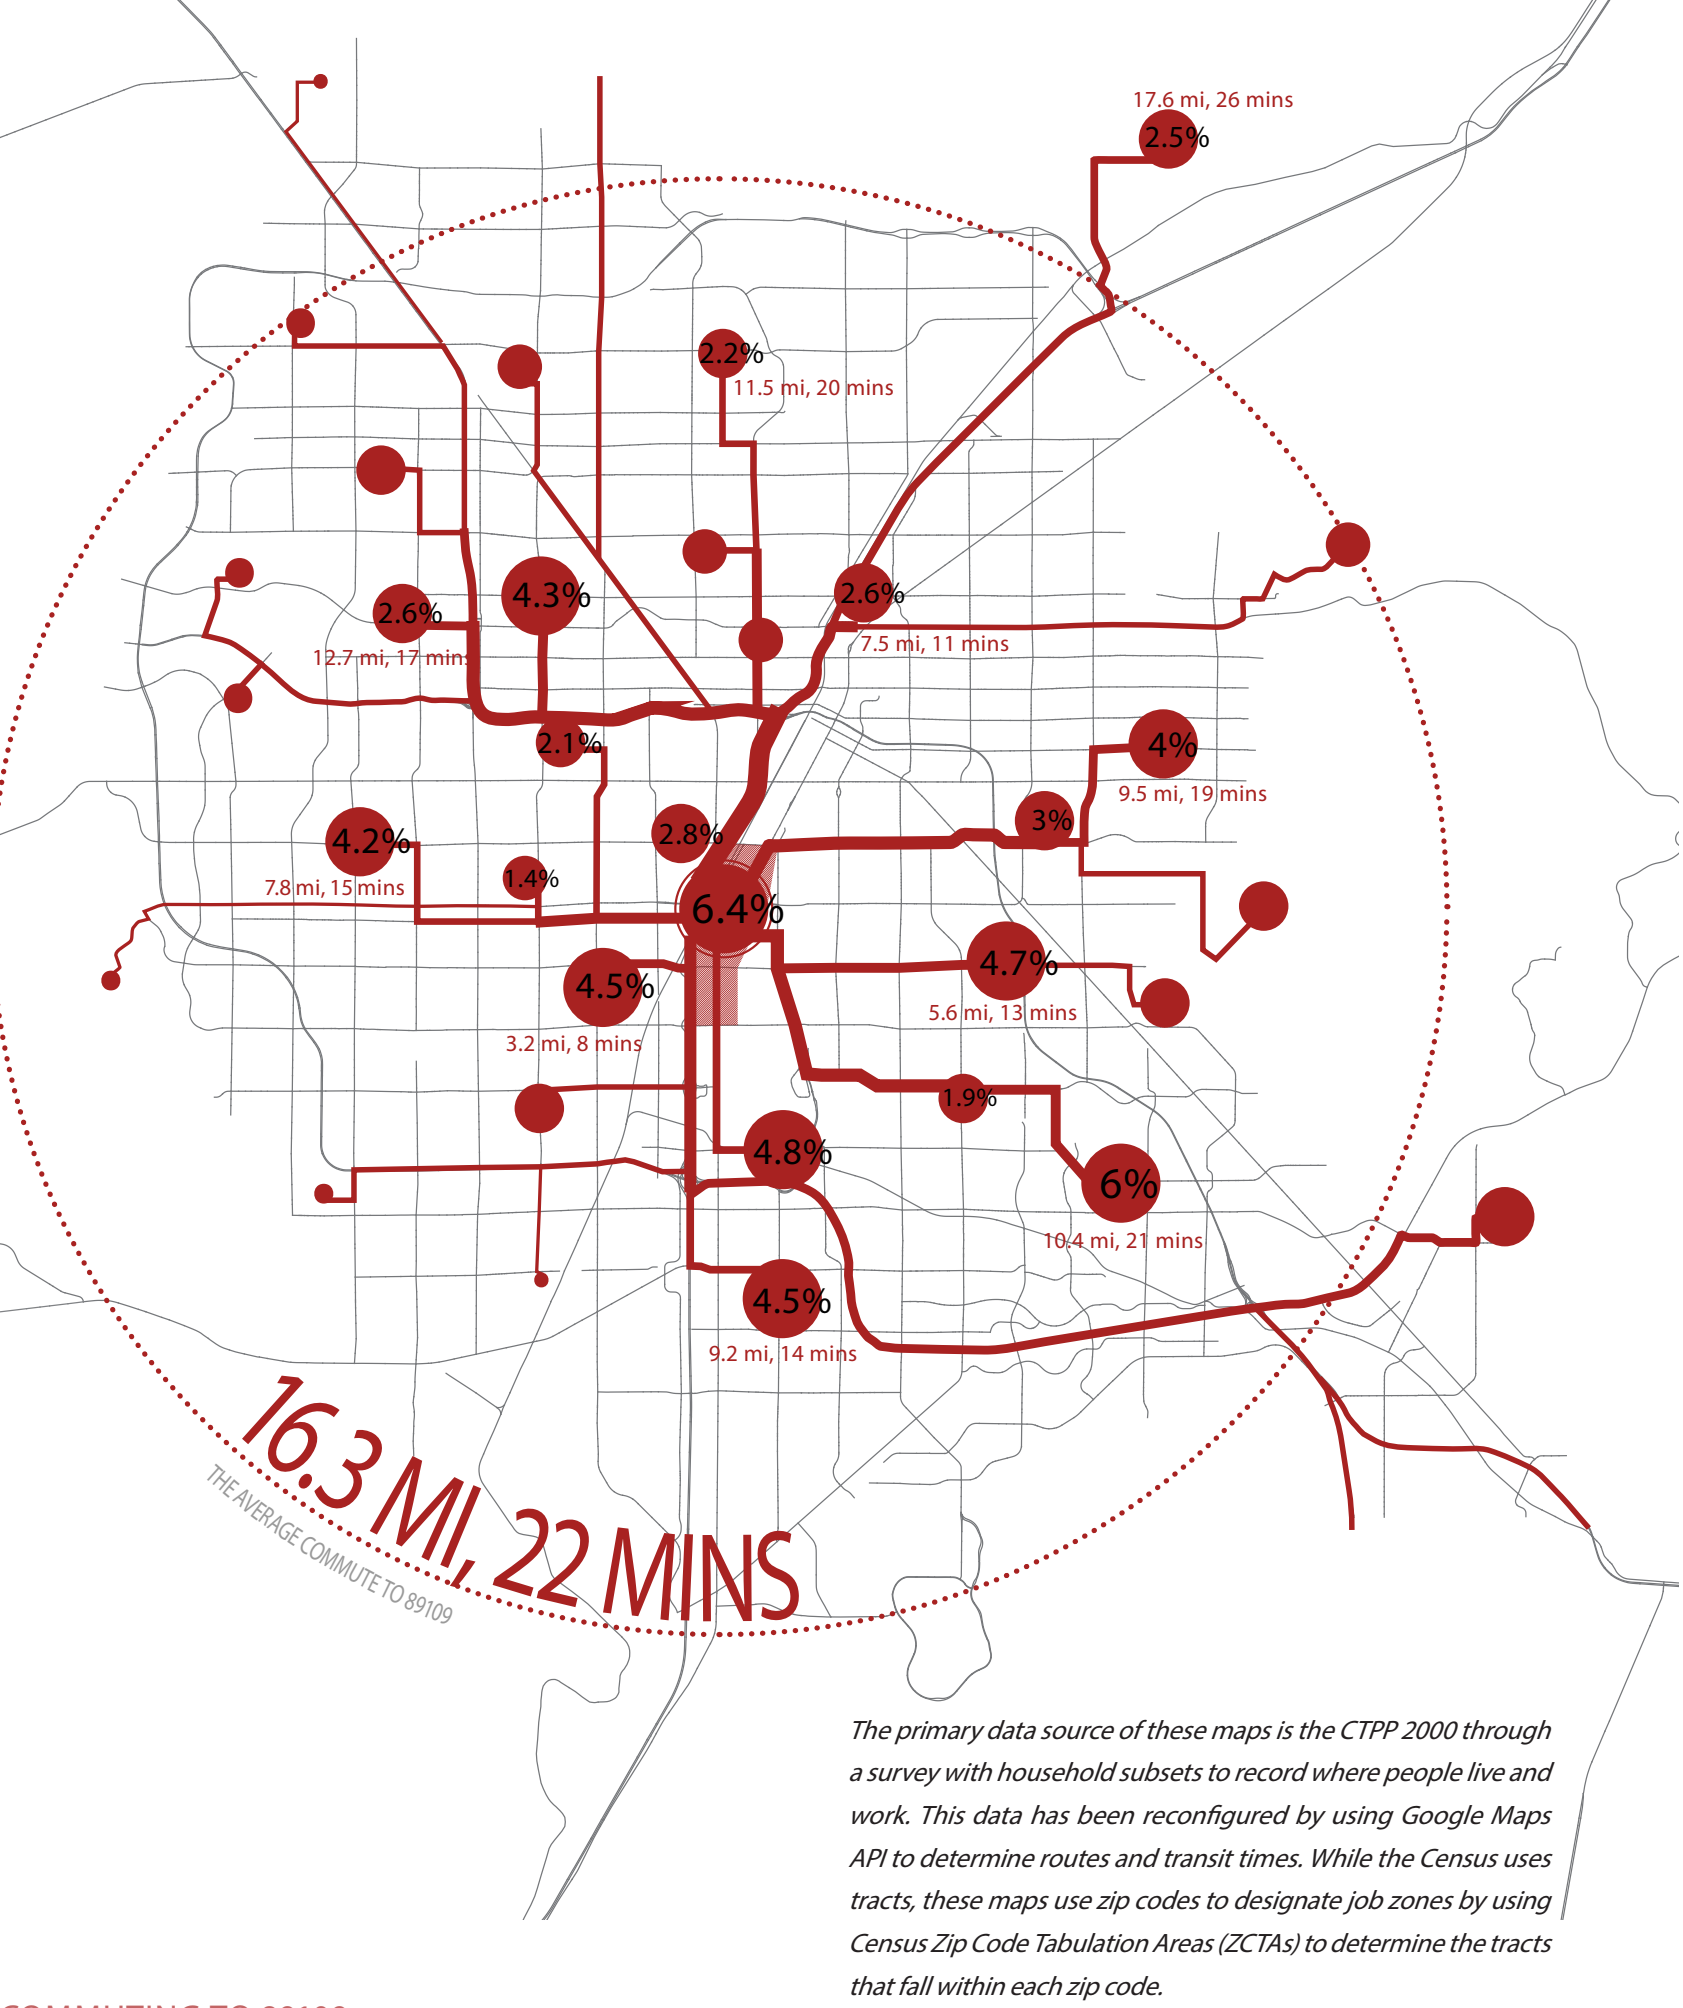 17.6 mi, 26 mins
2.5%
2.2%
11.5 mi, 20 mins
2.6%
4.3%
2.6%
12.7 mi, 17 mins
7.5 mi, 11 mins
2.1%
4%
9.5 mi, 19 mins
4.2%
2.8%
3%
7.8 mi, 15 mins
1.4%
6.4%
4.5%
4.7%
3.2 mi, 8 mins
5.6 mi, 13 mins
1.9%
4.8%
6%
10.4 mi, 21 mins
4.5%
9.2 mi, 14 mins
16.3 MI, 22 MINS
THE AVERAGE COMMUTE TO 89109
The primary data source of these maps is the CTPP 2000 through
a survey with household subsets to record where people live and
work. This data has been reconfigured by using Google Maps
API to determine routes and transit times. While the Census uses
tracts, these maps use zip codes to designate job zones by using
Census Zip Code Tabulation Areas (ZCTAs) to determine the tracts
that fall within each zip code.